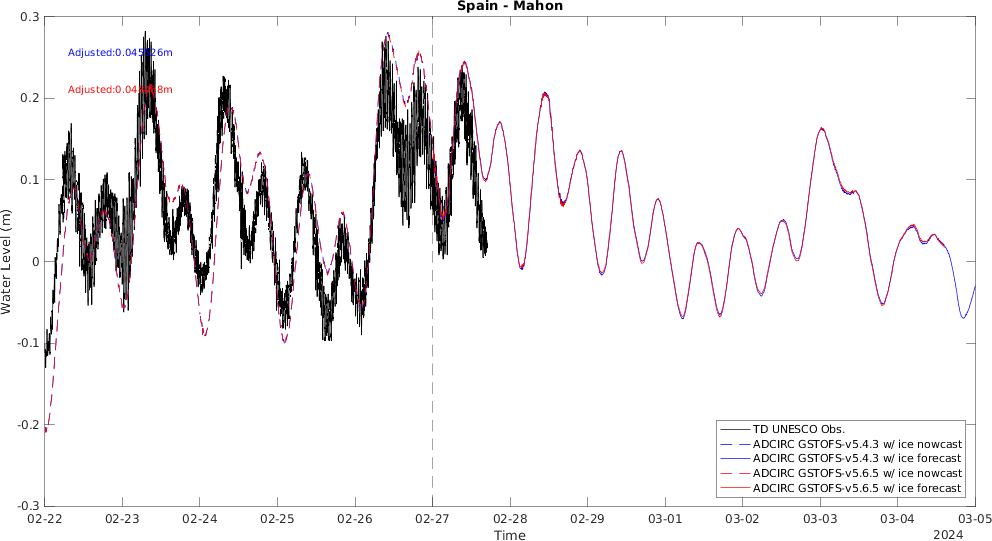 Spain - Mahon
0.3
0.2
0.1
0
-0.1
-0.2
-0.3
Water Level (m)
TD UNESCO Obs.
ADCIRC GSTOFS-v5.4.3 w/ ice nowcast
ADCIRC GSTOFS-v5.4.3 w/ ice forecast
ADCIRC GSTOFS-v5.6.5 w/ ice nowcast
ADCIRC GSTOFS-v5.6.5 w/ ice forecast
02-22 02-23 02-24 02-25 02-26 02-27 02-28 02-29 03-01 03-02 03-03 03-04 03-05
Time
2024